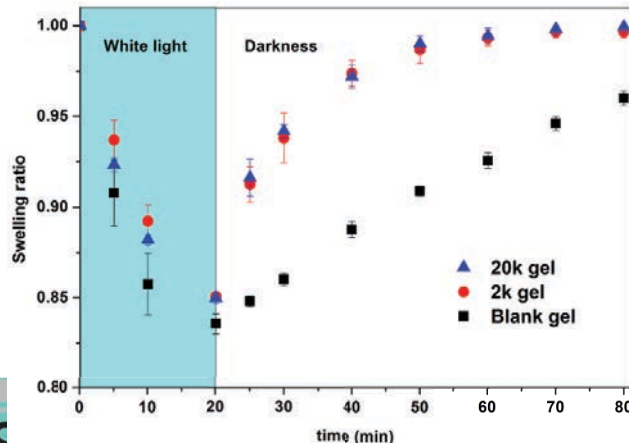 1.00
0.95
0.90
0.85
0.80
Swelling ratio
White light
Darkness
20k gel
2k gel
Blank gel
0 10 20 30 40 50 60 70 80
time (min)